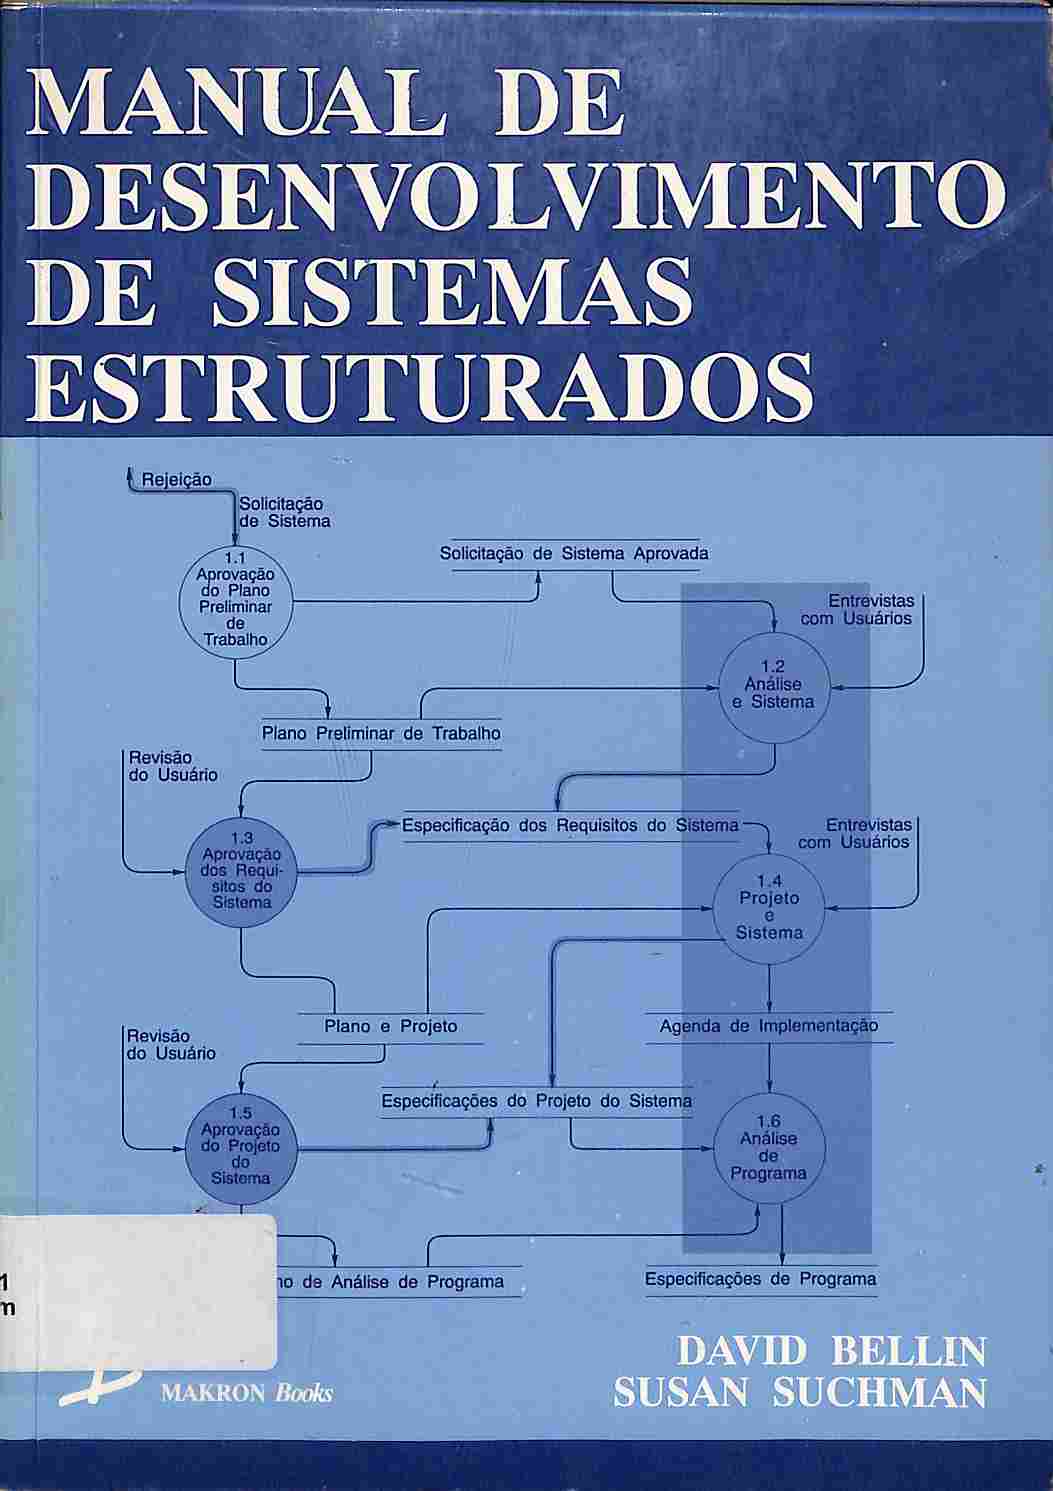 MANUAL DE
DESENVOLVIMENTO
DE SISTEMAS
ESTRUTURADOS
Rejeição
Solicitação
de Sistema
1.1
Aprovação
do Plano
Preliminar
de
Trabalho
Solicitação de Sistema Aprovada
Entrevistas
com Usuários
1.2
Análise
e Sistema
Plano Preliminar de Trabalho
Revisão
do Usuário
1.3
Aprovação
dos Requi-
sitos do
Sistema
Especificação dos Requisitos do Sistema
Entrevistas
com Usuários
1.4
Projeto
e
Sistema
Plano e Projeto
Agenda de Implementação
Revisão
do Usuário
1.5
Aprovação
do Projeto
do
Sistema
Especificações do Projeto do Sistema
1.6
Análise
de
Programa
de Análise de Programa
Especificações de Programa
1
m
DAVID BELLIN
SUSAN SUCHMAN
MAKRON Books